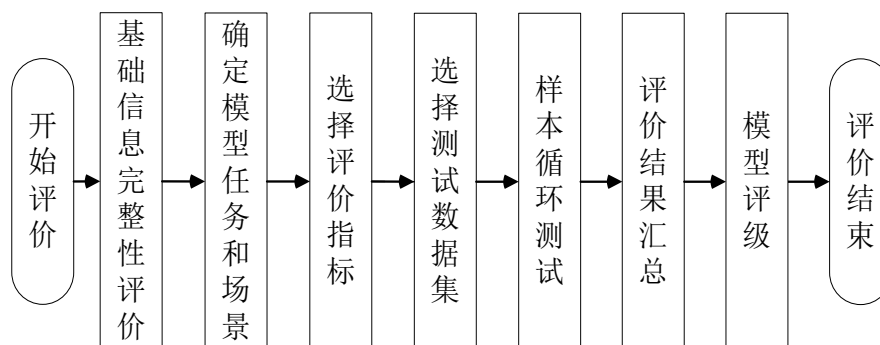 开始评价
基础信息完整性评价
确定模型任务和场景
选择评价指标
选择测试数据集
样本循环测试
评价结果汇总
模型评级
评价结束